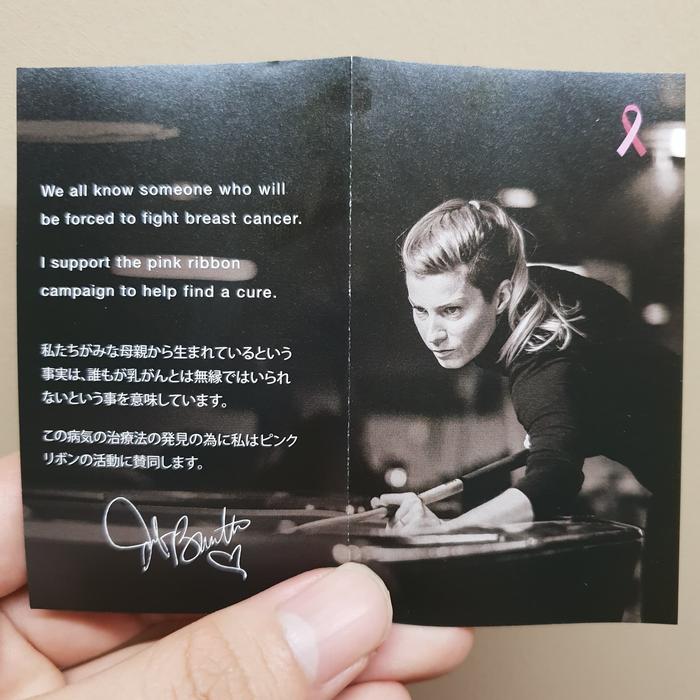 We all know someone who will
be forced to fight breast cancer.
I support the pink ribbon
campaign to help find a cure.
私たちがみな母親から生まれているという
事実は、誰もが乳がんとは無縁ではいられ
ないという事を意味しています。
この病気の治療法の発見の為に私はピンク
リボンの活動に賛同します。